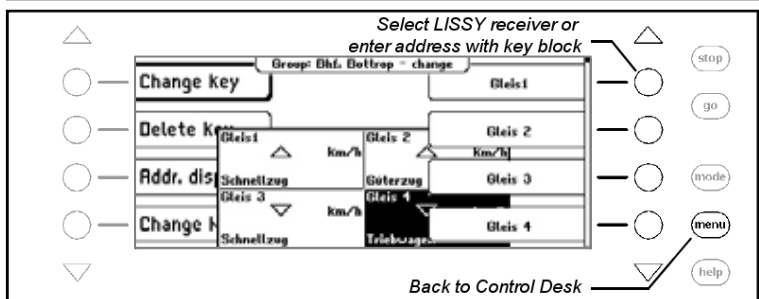 Select LISSY receiver or
enter address with key block
stop
Group: Bhf. Bottrop - change
Change key
Gleis1
go
Delete
Gleis1
km/h
Gleis 2
Km/h
Gleis 2
Addr.
Schnellzug
Güterzug
Gleis 3
mode
Gleis 3
km/h
Gleis 4
Change
Schnellzug
Triebwagen
Gleis 4
menu
Back to Control Desk
help